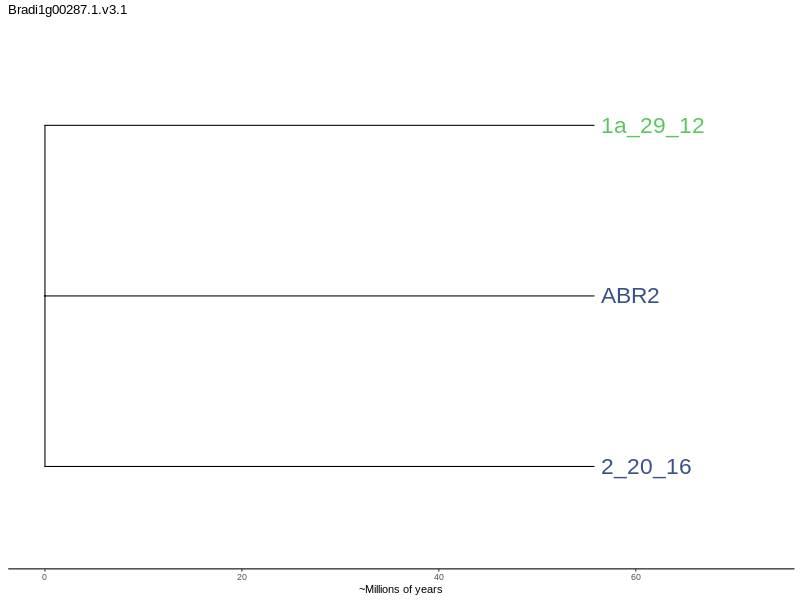 Bradi1g00287.1.v3.1
1a_29_12
ABR2
2_20_16
0 20 40 60
~Millions of years